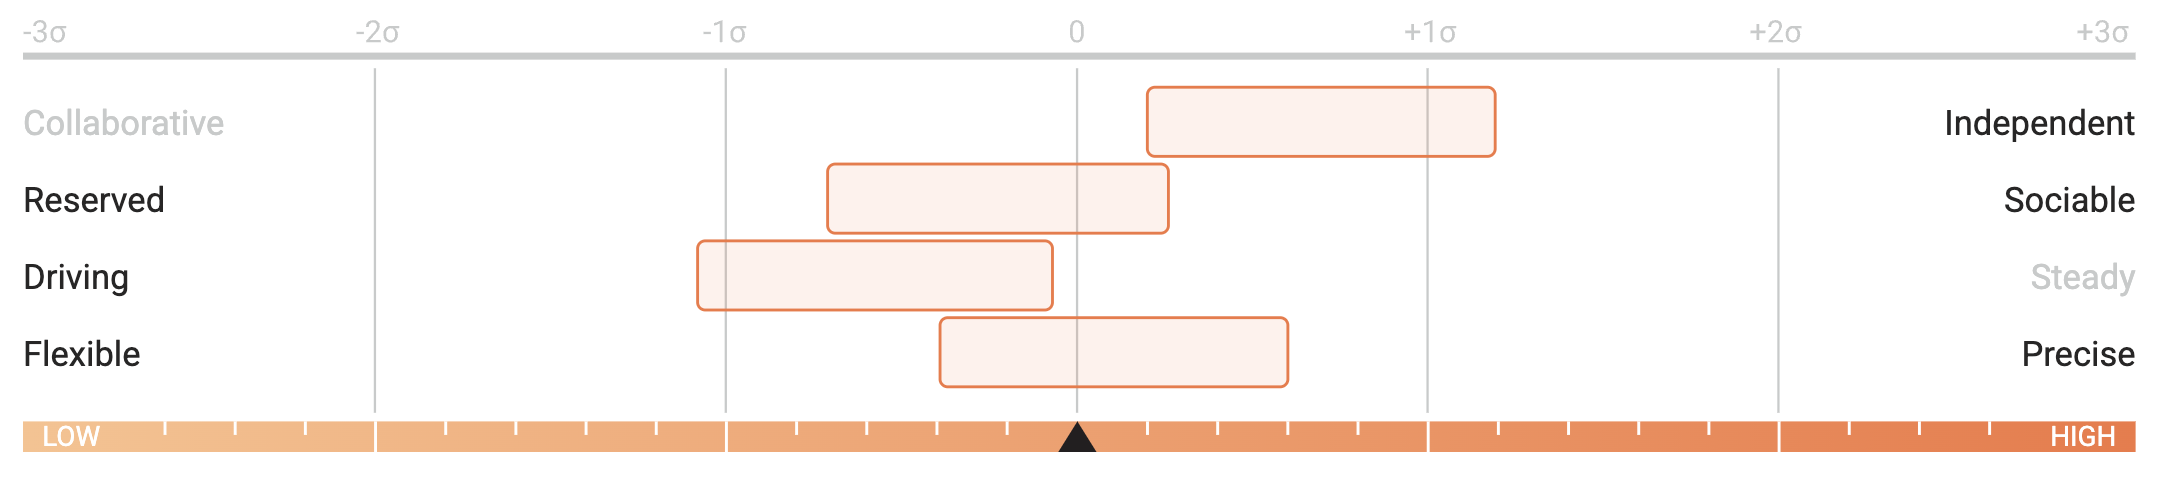 -3σ -2σ -1σ 0 +1σ +2σ +3σ
Collaborative Independent
Reserved Sociable
Driving Steady
Flexible Precise
LOW HIGH